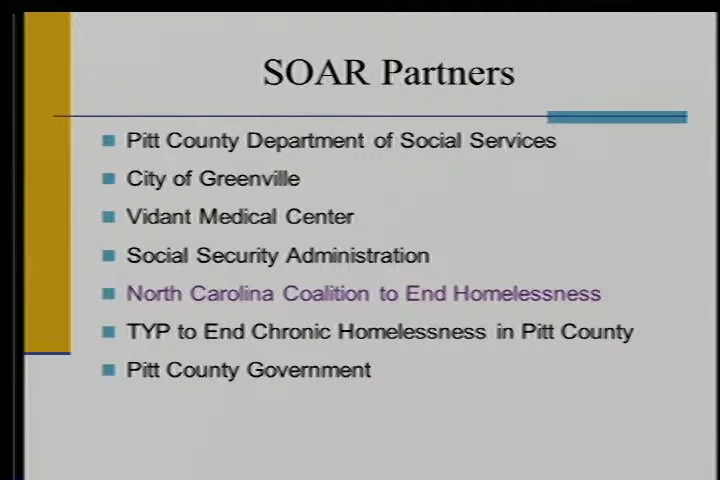 SOAR Partners
Pitt County Department of Social Services
City of Greenville
Vidant Medical Center
Social Security Administration
North Carolina Coalition to End Homelessness
TYP to End Chronic Homelessness in Pitt County
Pitt County Government